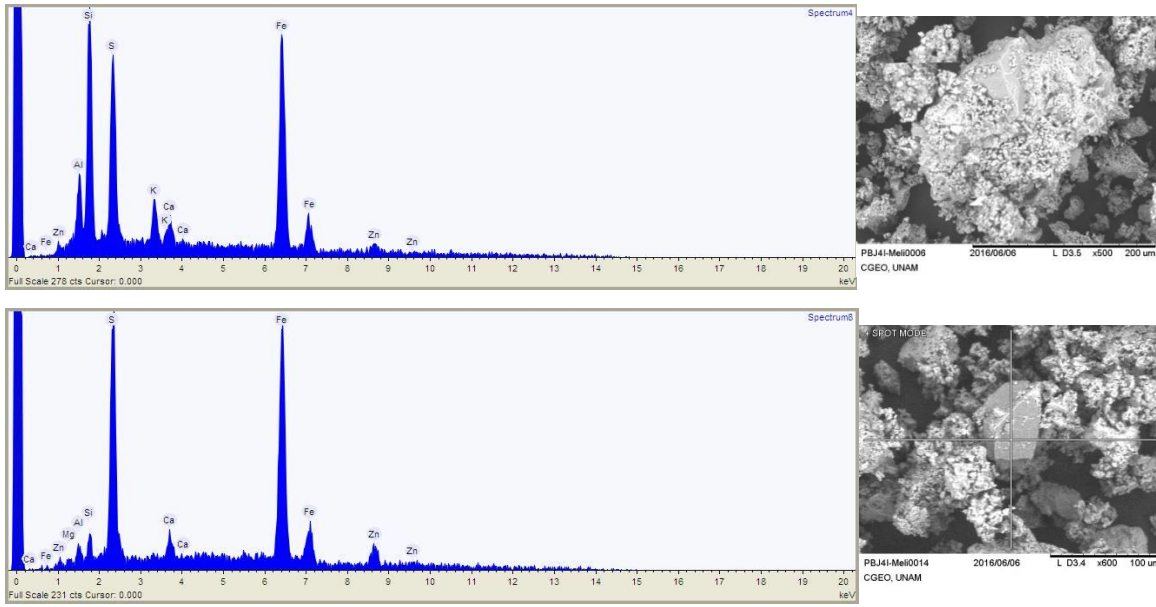 Spectrum4
Si
Fe
S
Al
K
Ca
K
Fe
Ca
Fe
Zn
Ca
Zn
Zn
0 1 2 3 4 5 6 7 8 9 10 11 12 13 14 15 16 17 18 19 20
Full Scale 278 cts Cursor: 0.000 keV
PBJ4I-Meli0006 2016/06/06 L D3.5 x500 200 um
CGEO, UNAM
Spectrum8
S
Fe
Si
Al
Mg
Zn
Fe
Ca
Ca
Ca
Fe
Zn
Zn
0 1 2 3 4 5 6 7 8 9 10 11 12 13 14 15 16 17 18 19 20
Full Scale 231 cts Cursor: 0.000 keV
+ SPOT MODE
PBJ4I-Meli0014 2016/06/06 L D3.4 x600 100 um
CGEO, UNAM